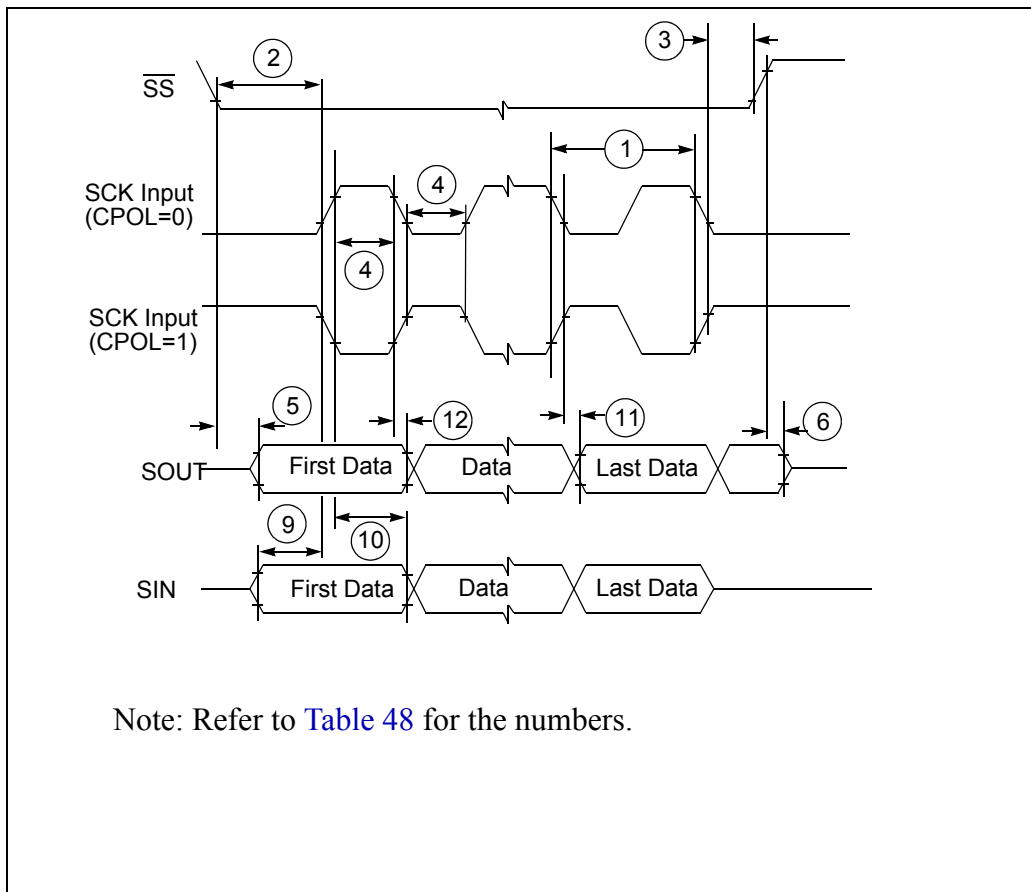 3
2
SS
1
SCK Input
(CPOL=0)
4
4
SCK Input
(CPOL=1)
5
12
11
6
SOUT
First Data
Data
Last Data
9
10
SIN
First Data
Data
Last Data
Note: Refer to Table 48 for the numbers.